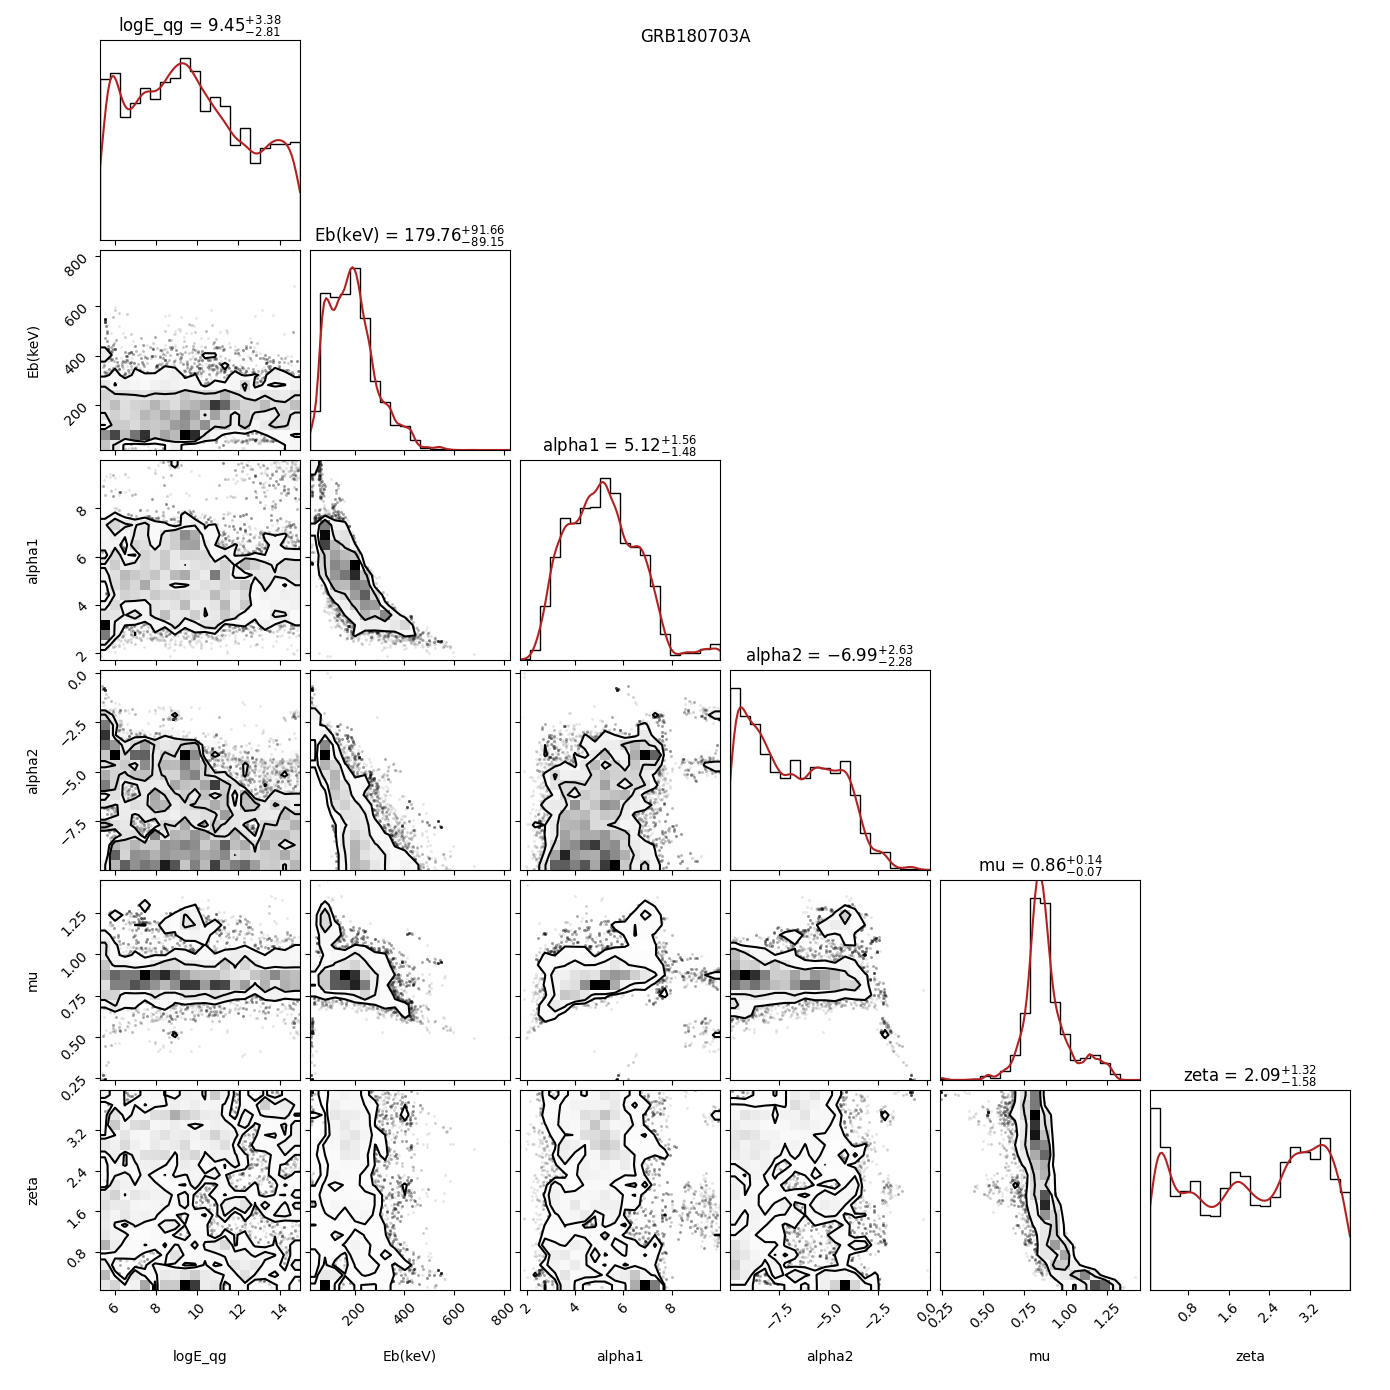 GRB180703A
logE_qg = 9.45+3.38−2.81
Eb(keV) = 179.76+91.66−89.15
800
600
400
200
Eb(keV)
alpha1 = 5.12+1.56−1.48
8
6
4
2
alpha1
alpha2 = −6.99+2.63−2.28
0.0
−2.5
−5.0
−7.5
alpha2
mu = 0.86+0.14−0.07
1.25
1.00
0.75
0.50
0.25
mu
zeta = 2.09+1.32−1.58
3.2
2.4
1.6
0.8
zeta
6 8 10 12 14
200 400 600 800
2 4 6 8
−7.5 −5.0 −2.5 0.0
0.25 0.50 0.75 1.00 1.25
0.8 1.6 2.4 3.2
logE_qg Eb(keV) alpha1 alpha2 mu zeta